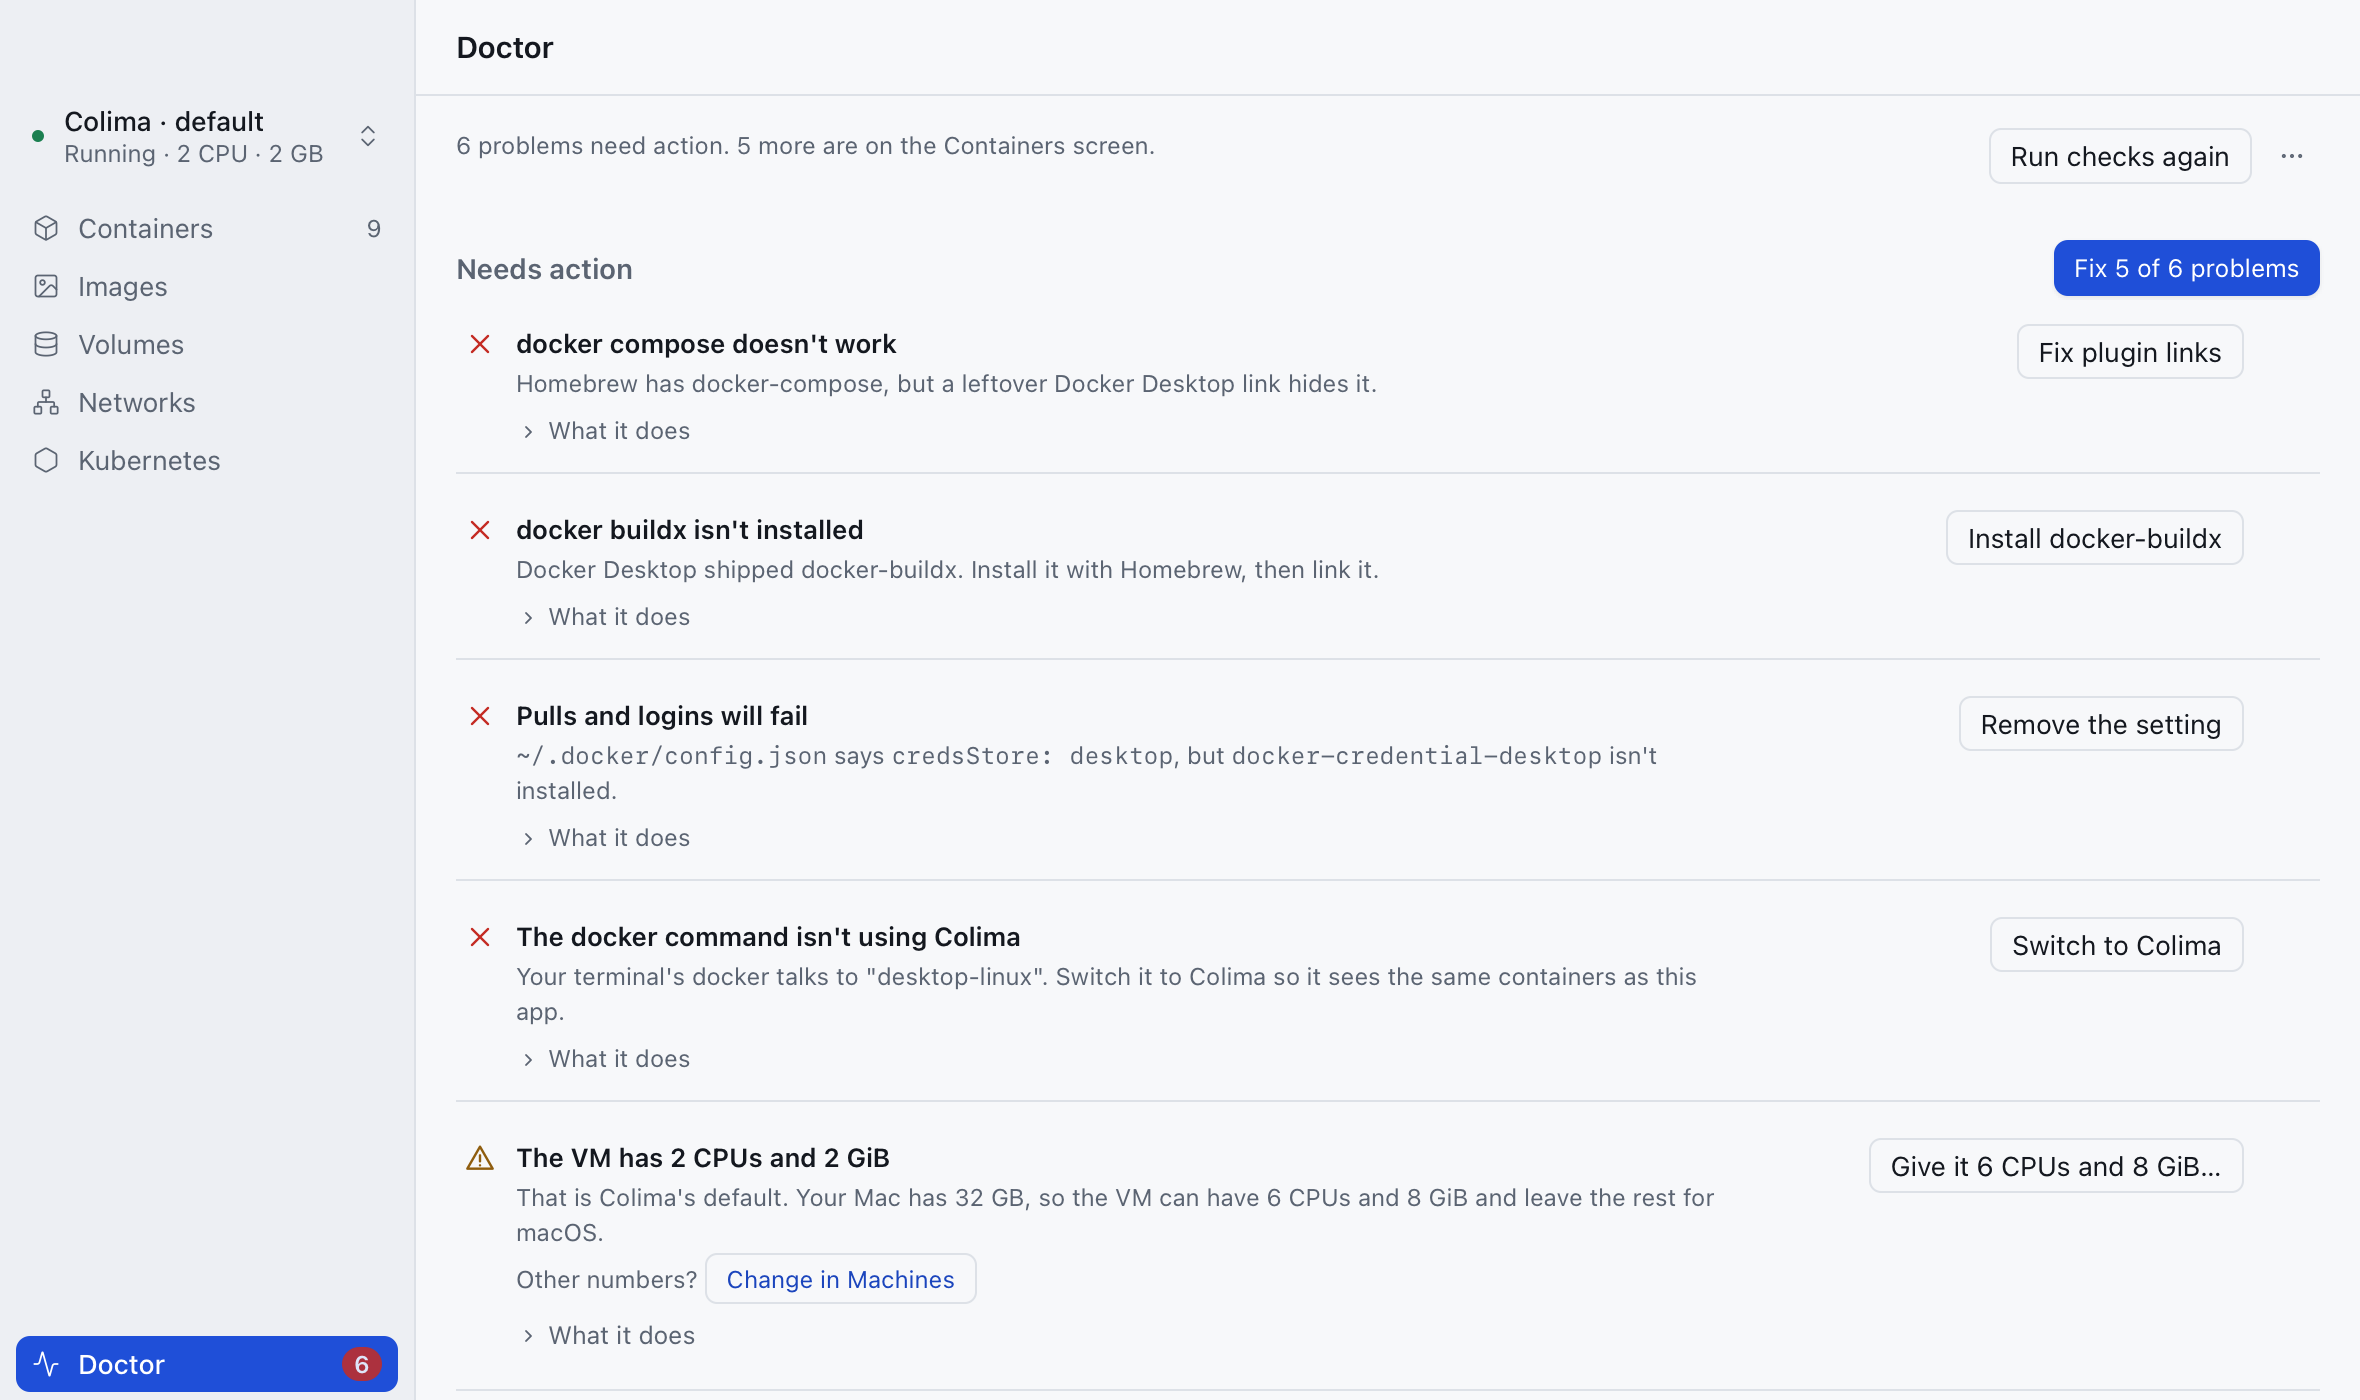 Colima · default
Running · 2 CPU · 2 GB
Containers 9
Images
Volumes
Networks
Kubernetes
Doctor 6
Doctor
6 problems need action. 5 more are on the Containers screen.
Run checks again
Needs action
Fix 5 of 6 problems
docker compose doesn't work
Homebrew has docker-compose, but a leftover Docker Desktop link hides it.
What it does
Fix plugin links
docker buildx isn't installed
Docker Desktop shipped docker-buildx. Install it with Homebrew, then link it.
What it does
Install docker-buildx
Pulls and logins will fail
~/.docker/config.json says credsStore: desktop, but docker-credential-desktop isn't
installed.
What it does
Remove the setting
The docker command isn't using Colima
Your terminal's docker talks to "desktop-linux". Switch it to Colima so it sees the same containers as this
app.
What it does
Switch to Colima
The VM has 2 CPUs and 2 GiB
That is Colima's default. Your Mac has 32 GB, so the VM can have 6 CPUs and 8 GiB and leave the rest for
macOS.
Other numbers? Change in Machines
What it does
Give it 6 CPUs and 8 GiB...